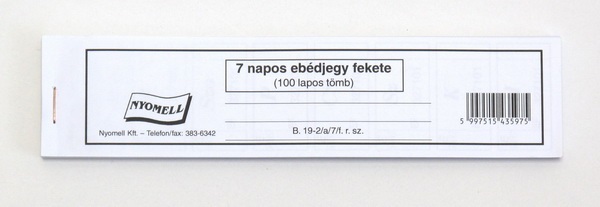 7 napos ebédjegy fekete
(100 lapos tömb)
NYOMELL
Nyomell Kft. – Telefon/fax: 383-6342
B. 19-2/a/7/f. r. sz.
5 997515 435975